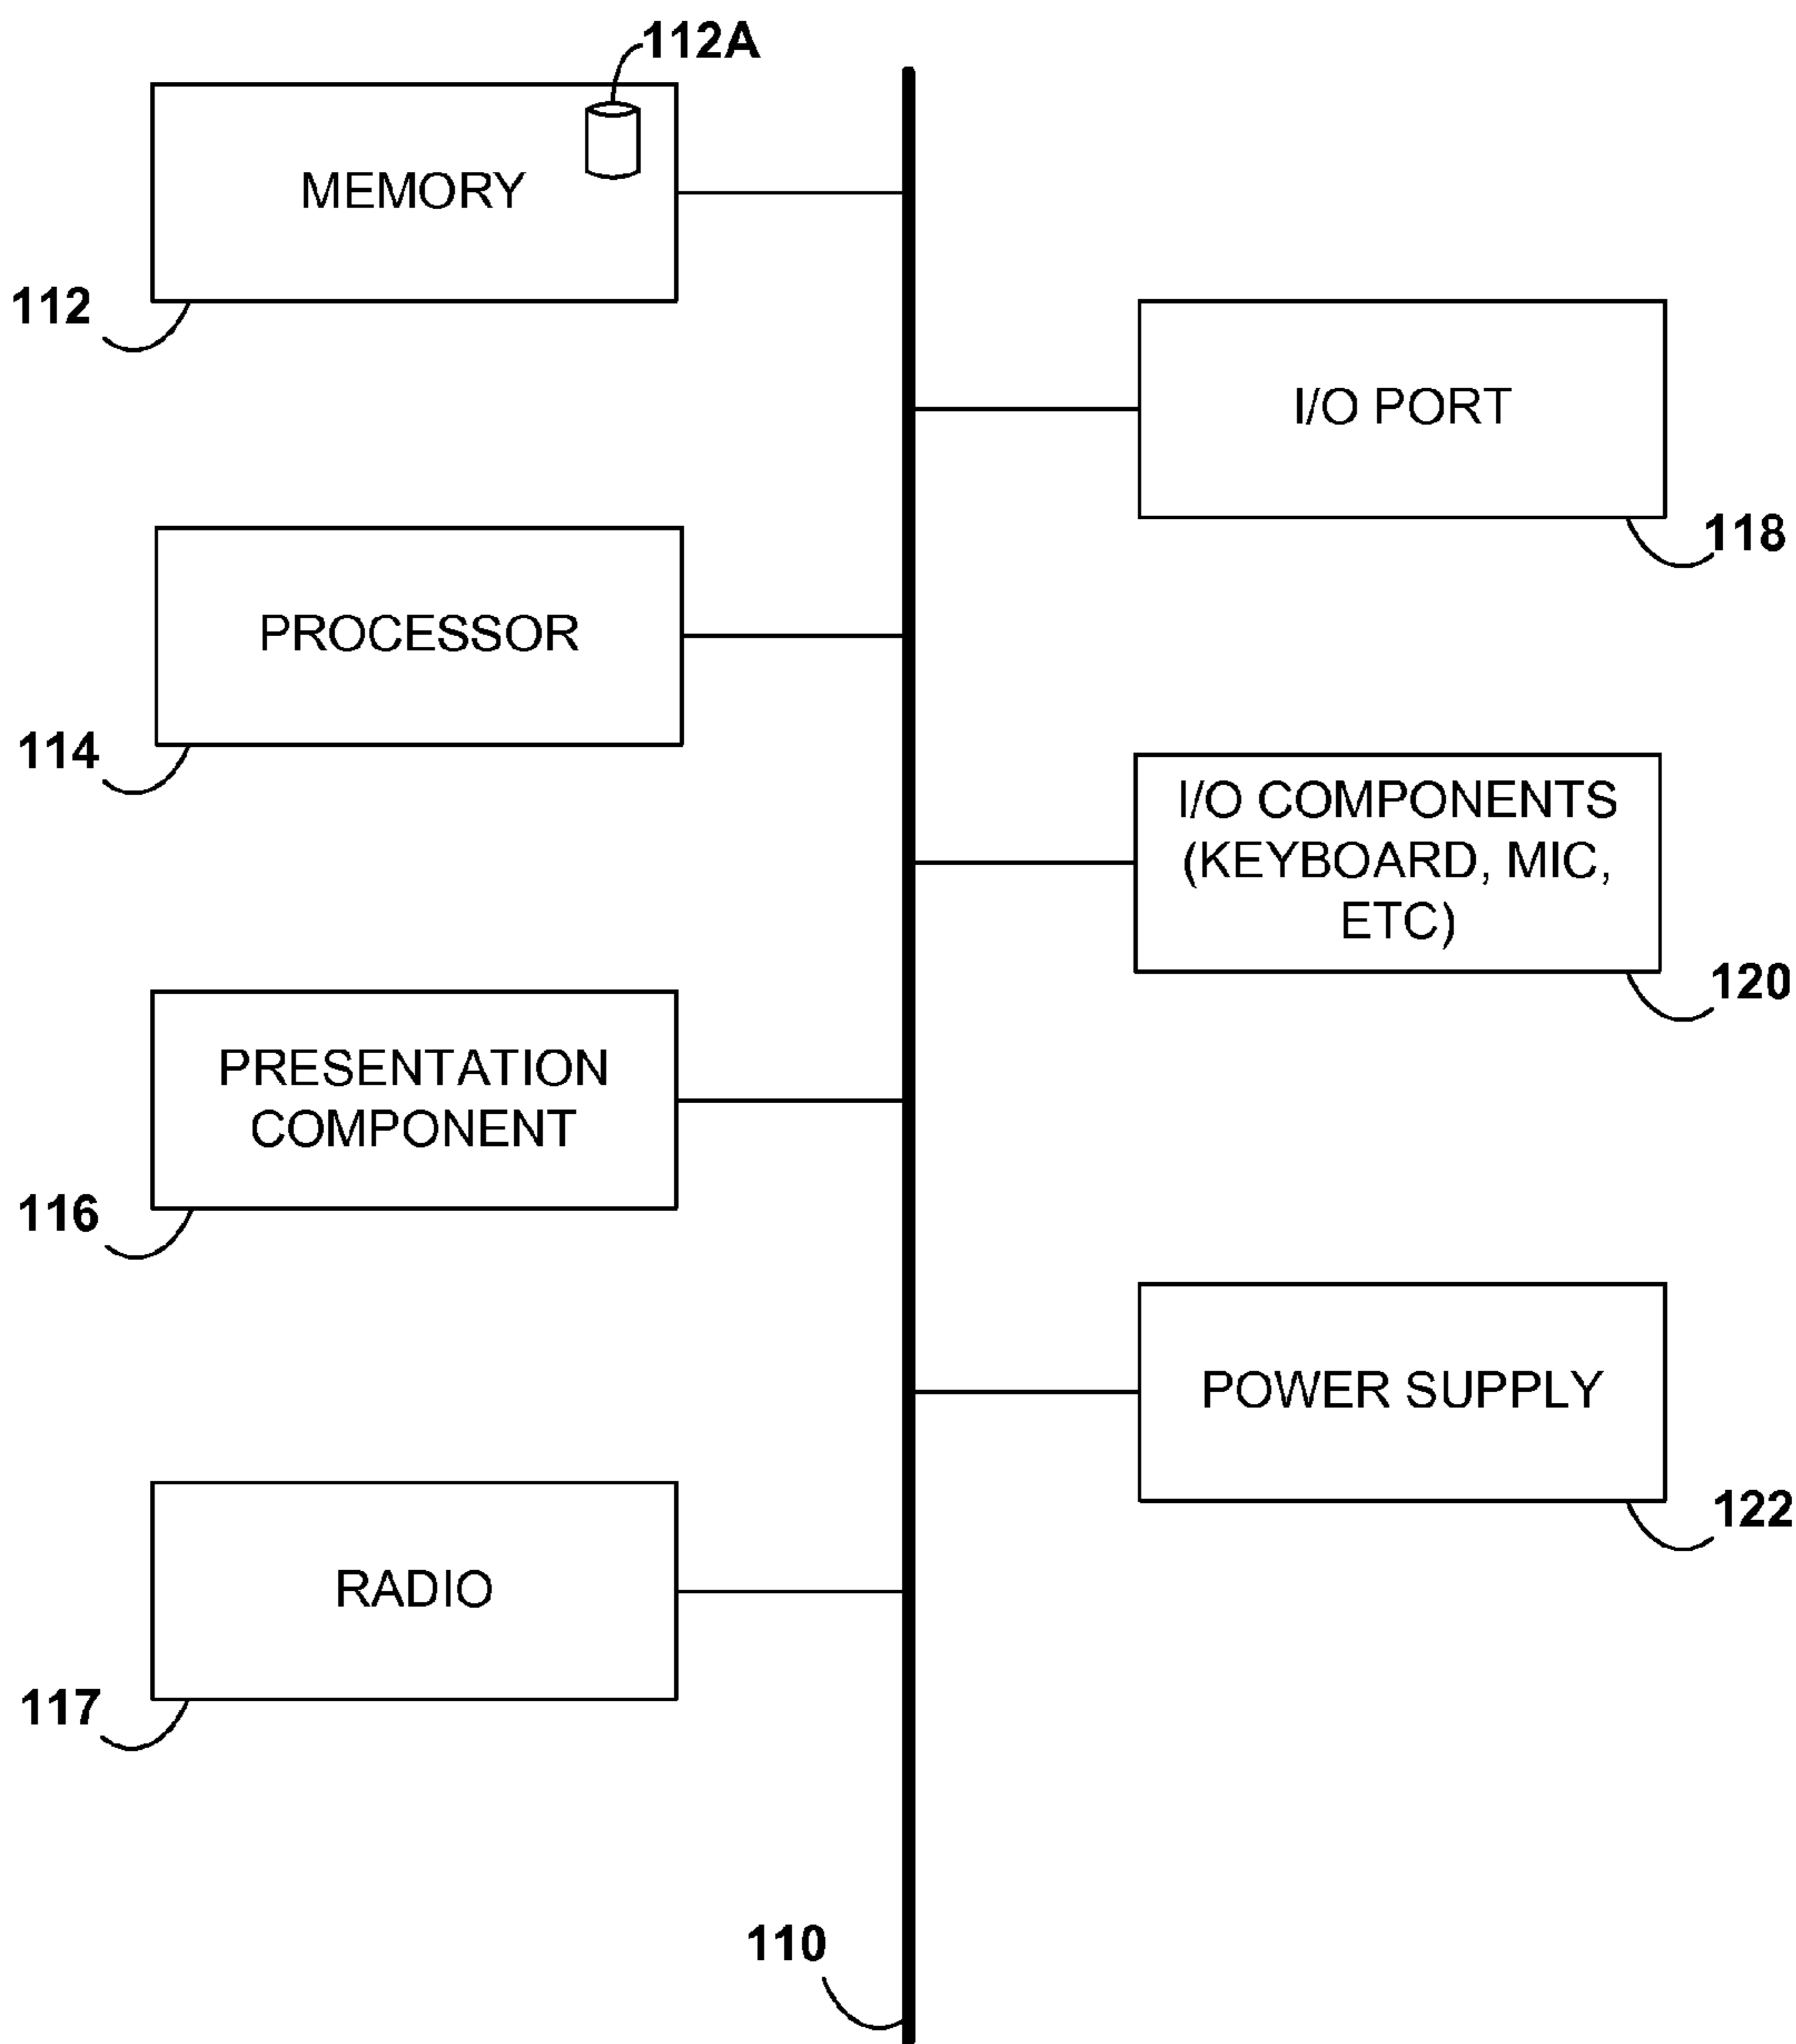 112A
MEMORY
112
I/O PORT
118
PROCESSOR
114
I/O COMPONENTS
(KEYBOARD, MIC,
ETC)
120
PRESENTATION
COMPONENT
116
POWER SUPPLY
122
RADIO
117
110